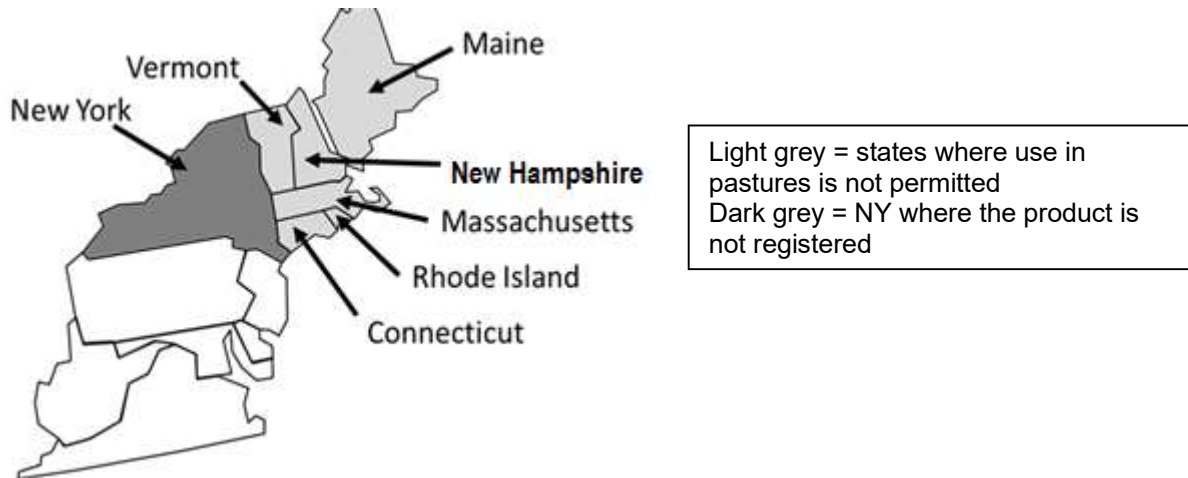 Maine
Vermont
New York
New Hampshire
Massachusetts
Rhode Island
Connecticut
Light grey = states where use in
pastures is not permitted
Dark grey = NY where the product is
not registered